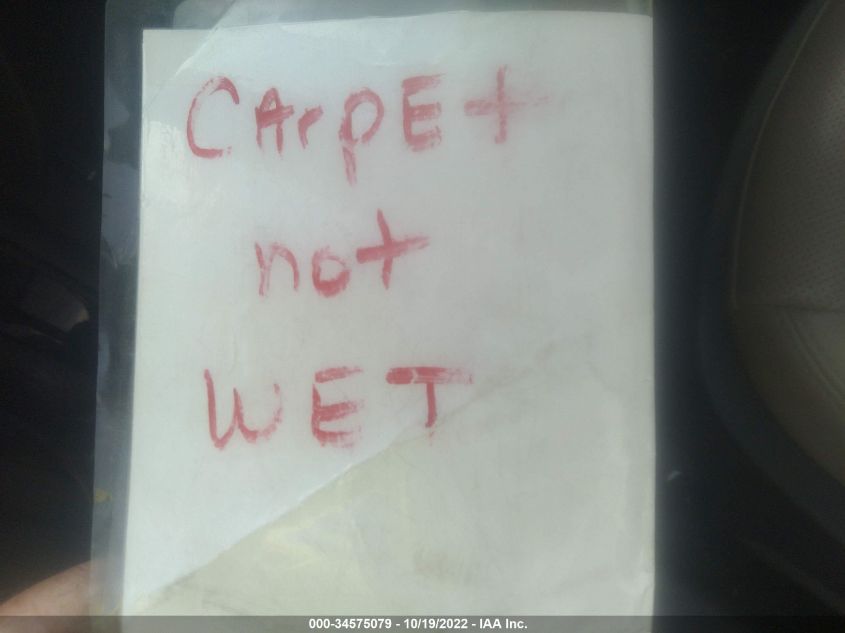 CArpEt
not
WET
000-34575079 - 10/19/2022 - IAA Inc.